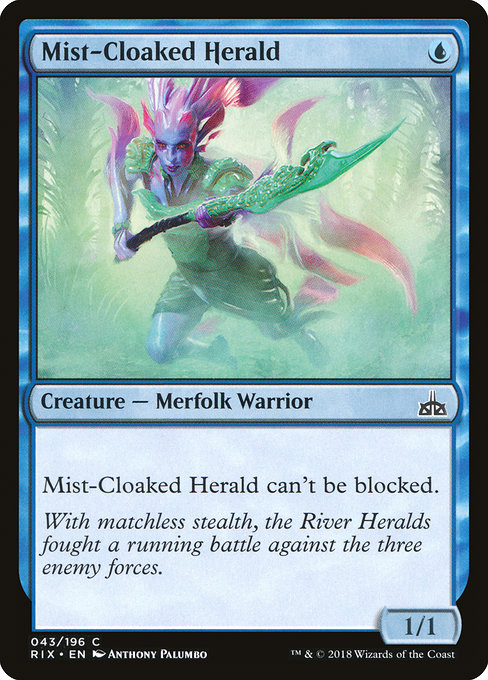 Mist-Cloaked Herald
Creature — Merfolk Warrior
Mist-Cloaked Herald can't be blocked.
With matchless stealth, the River Heralds
fought a running battle against the three
enemy forces.
1/1
043/196 C
RIX • EN Anthony Palumbo
™ & © 2018 Wizards of the Coast